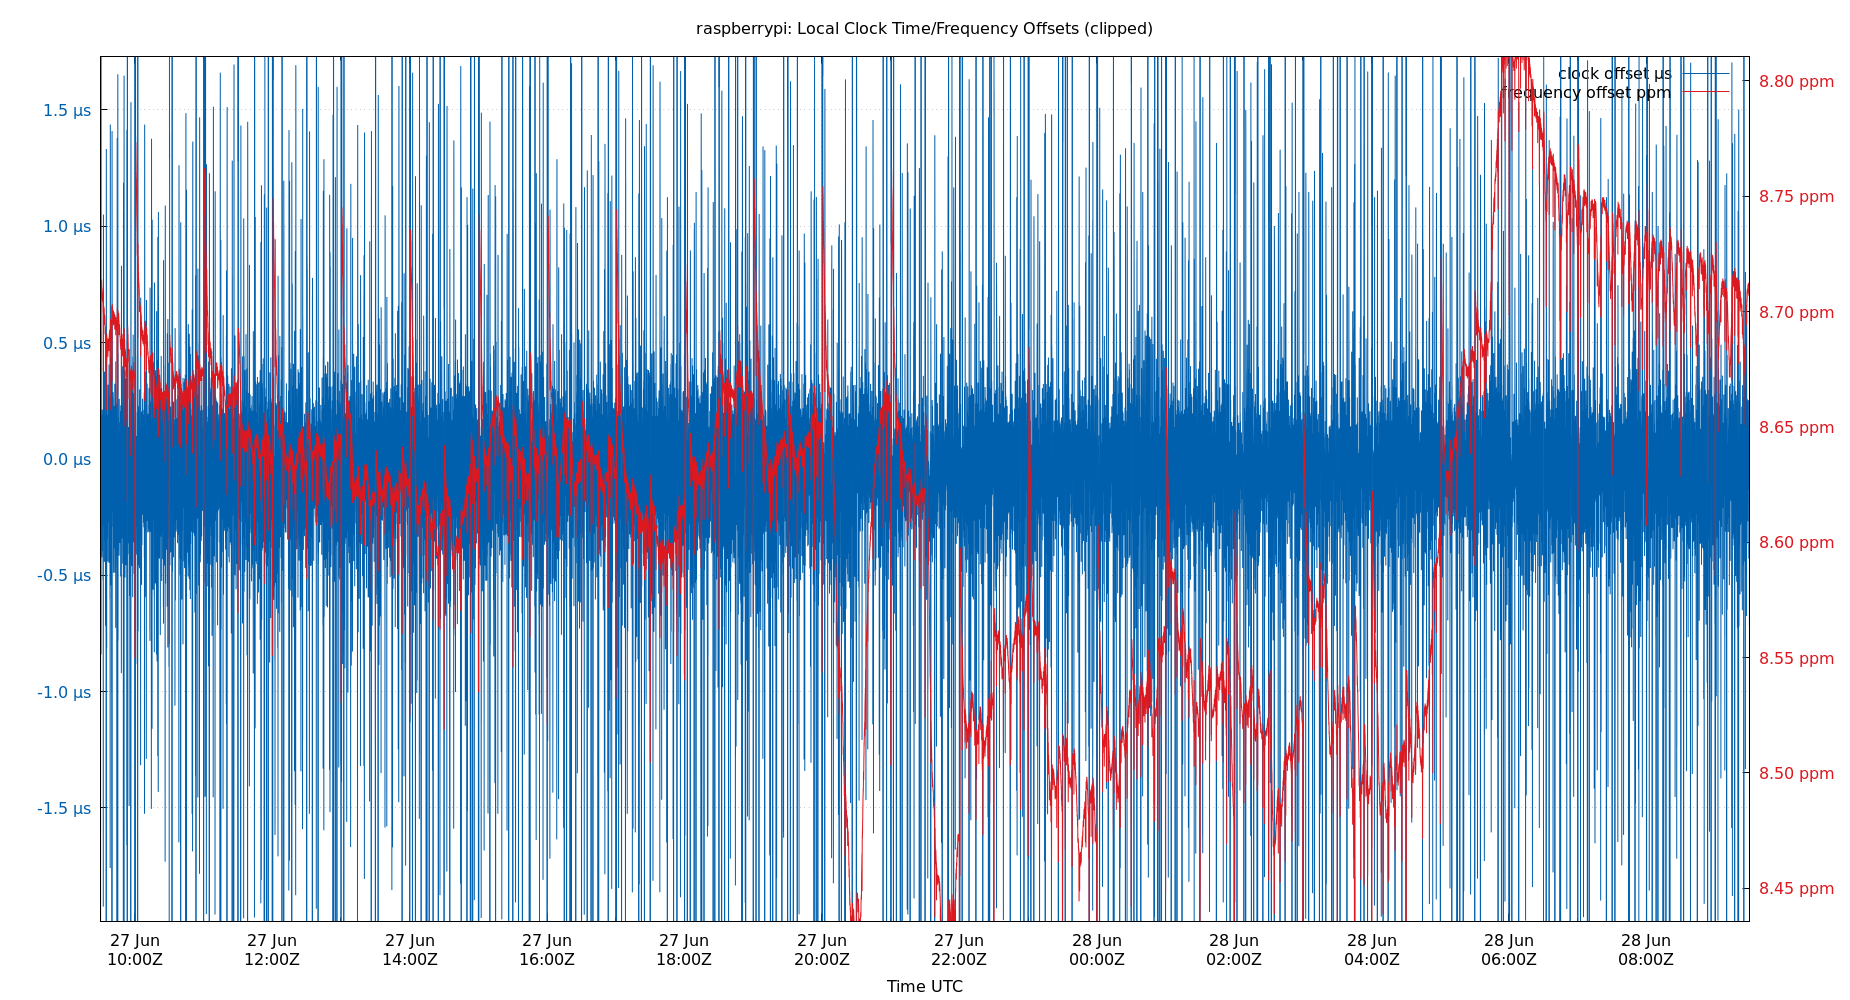 raspberrypi: Local Clock Time/Frequency Offsets (clipped)
clock offset µs
frequency offset ppm
1.5 µs
1.0 µs
0.5 µs
0.0 µs
-0.5 µs
-1.0 µs
-1.5 µs
8.80 ppm
8.75 ppm
8.70 ppm
8.65 ppm
8.60 ppm
8.55 ppm
8.50 ppm
8.45 ppm
27 Jun
10:00Z
27 Jun
12:00Z
27 Jun
14:00Z
27 Jun
16:00Z
27 Jun
18:00Z
27 Jun
20:00Z
27 Jun
22:00Z
28 Jun
00:00Z
28 Jun
02:00Z
28 Jun
04:00Z
28 Jun
06:00Z
28 Jun
08:00Z
Time UTC